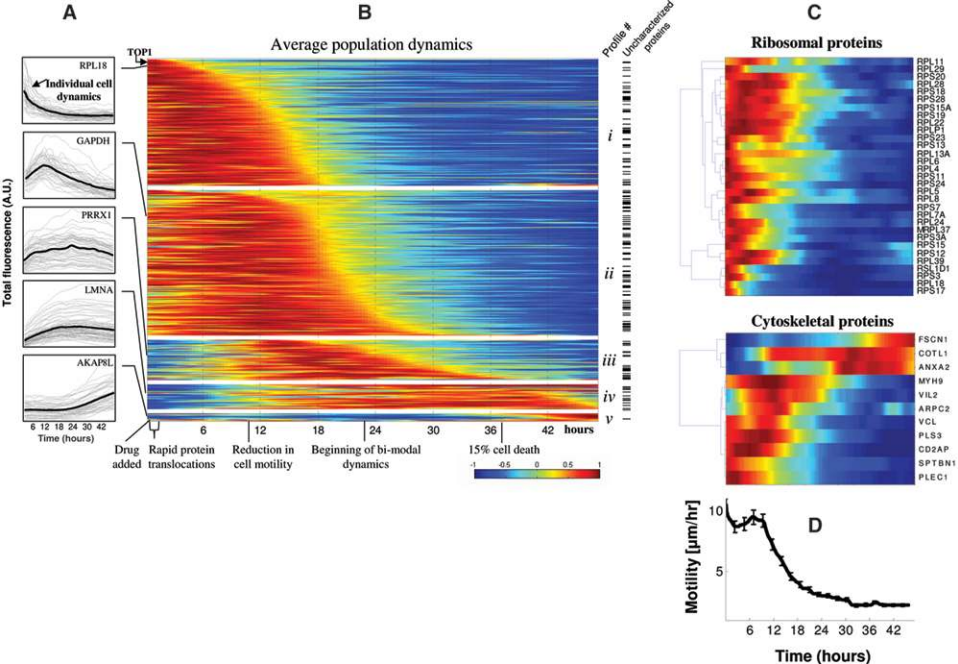 A
B
C
TOP1
Average population dynamics
Profile #
Uncharacterized
proteins
Total fluorescence (A.U.)
RPL18
Individual cell
dynamics
GAPDH
PRRX1
LMNA
AKAP8L
6 12 18 24 30 36 42
Time (hours)
i
ii
iii
iv
v
6 12 18 24 30 36 42 hours
Drug
added
Rapid protein
translocations
Reduction in
cell motility
Beginning of bi-modal
dynamics
15% cell death
-1 -0.5 0 0.5 1
Ribosomal proteins
RPL11
RPL29
RPS20
RPL28
RPS18
RPS28
RPS15A
RPS19
RPL22
RPLP1
RPS23
RPS13
RPL13A
RPL6
RPL4
RPS11
RPS24
RPL5
RPL8
RPS7
RPL7A
RPL24
MRPL37
RPS3A
RPS15
RPS12
RPL39
RSL1D1
RPS3
RPL18
RPS17
Cytoskeletal proteins
FSCN1
COTL1
ANXA2
MYH9
VIL2
ARPC2
VCL
PLS3
CD2AP
SPTBN1
PLEC1
D
Motility [µm/hr]
10
5
6 12 18 24 30 36 42
Time (hours)